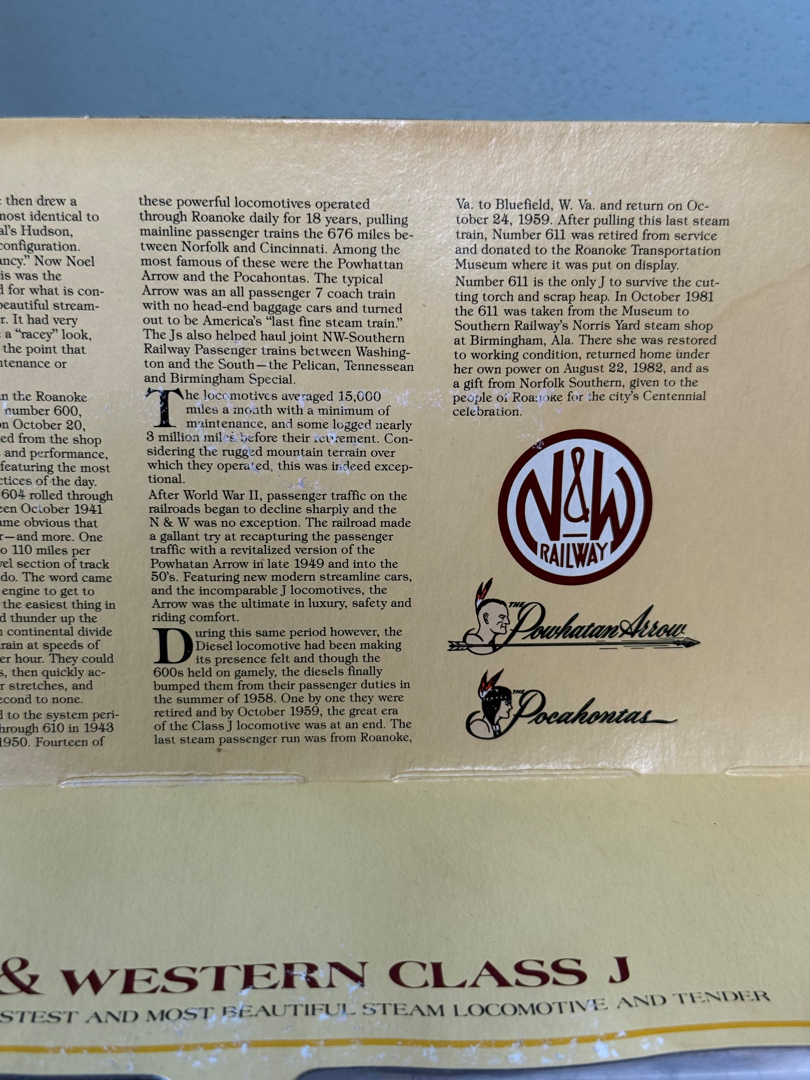 then drew a
most identical to
al's Hudson,
configuration.
ancy." Now Noel
is was the
d for what is con-
beautiful stream-
r. It had very
a "racey" look,
the point that
ntenance or
n the Roanoke
number 600,
on October 20,
ed from the shop
and performance,
featuring the most
ctices of the day.
604 rolled through
een October 1941
ame obvious that
r—and more. One
o 110 miles per
vel section of track
do. The word came
engine to get to
the easiest thing in
d thunder up the
n continental divide
rain at speeds of
er hour. They could
s, then quickly ac-
r stretches, and
econd to none.
d to the system peri-
hrough 610 in 1943
1950. Fourteen of
these powerful locomotives operated
through Roanoke daily for 18 years, pulling
mainline passenger trains the 676 miles be-
tween Norfolk and Cincinnati. Among the
most famous of these were the Powhattan
Arrow and the Pocahontas. The typical
Arrow was an all passenger 7 coach train
with no head-end baggage cars and turned
out to be America's "last fine steam train."
The Js also helped haul joint NW-Southern
Railway Passenger trains between Washing-
ton and the South—the Pelican, Tennessean
and Birmingham Special.
The locomotives averaged 15,000
miles a month with a minimum of
maintenance, and some logged nearly
3 million miles before their retirement. Con-
sidering the rugged mountain terrain over
which they operated, this was indeed excep-
tional.
After World War II, passenger traffic on the
railroads began to decline sharply and the
N & W was no exception. The railroad made
a gallant try at recapturing the passenger
traffic with a revitalized version of the
Powhatan Arrow in late 1949 and into the
50's. Featuring new modern streamline cars,
and the incomparable J locomotives, the
Arrow was the ultimate in luxury, safety and
riding comfort.
During this same period however, the
Diesel locomotive had been making
its presence felt and though the
600s held on gamely, the diesels finally
bumped them from their passenger duties in
the summer of 1958. One by one they were
retired and by October 1959, the great era
of the Class J locomotive was at an end. The
last steam passenger run was from Roanoke,
Va. to Bluefield, W. Va. and return on Oc-
tober 24, 1959. After pulling this last steam
train, Number 611 was retired from service
and donated to the Roanoke Transportation
Museum where it was put on display.
Number 611 is the only J to survive the cut-
ting torch and scrap heap. In October 1981
the 611 was taken from the Museum to
Southern Railway's Norris Yard steam shop
at Birmingham, Ala. There she was restored
to working condition, returned home under
her own power on August 22, 1982, and as
a gift from Norfolk Southern, given to the
people of Roanoke for the city's Centennial
celebration.
N&W
RAILWAY
THE Powhatan Arrow
THE Pocahontas
& WESTERN CLASS J
STEST AND MOST BEAUTIFUL STEAM LOCOMOTIVE AND TENDER